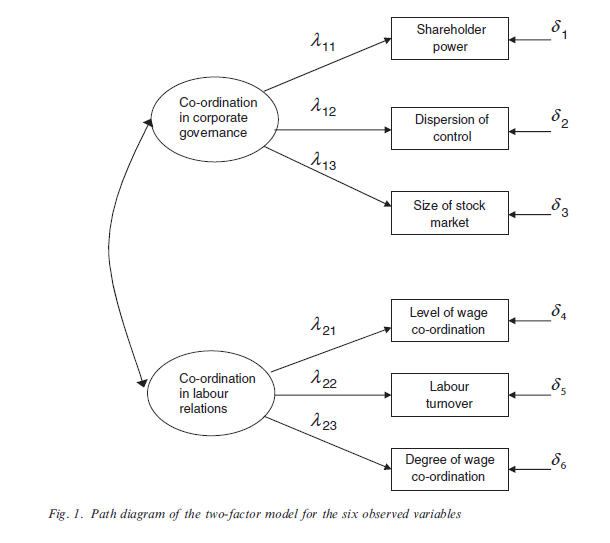 Shareholder
power
δ1
λ11
Co-ordination
in corporate
governance
λ12
Dispersion of
control
δ2
λ13
Size of stock
market
δ3
Level of wage
co-ordination
δ4
λ21
Co-ordination
in labour
relations
λ22
Labour
turnover
δ5
λ23
Degree of wage
co-ordination
δ6
Fig. 1. Path diagram of the two-factor model for the six observed variables